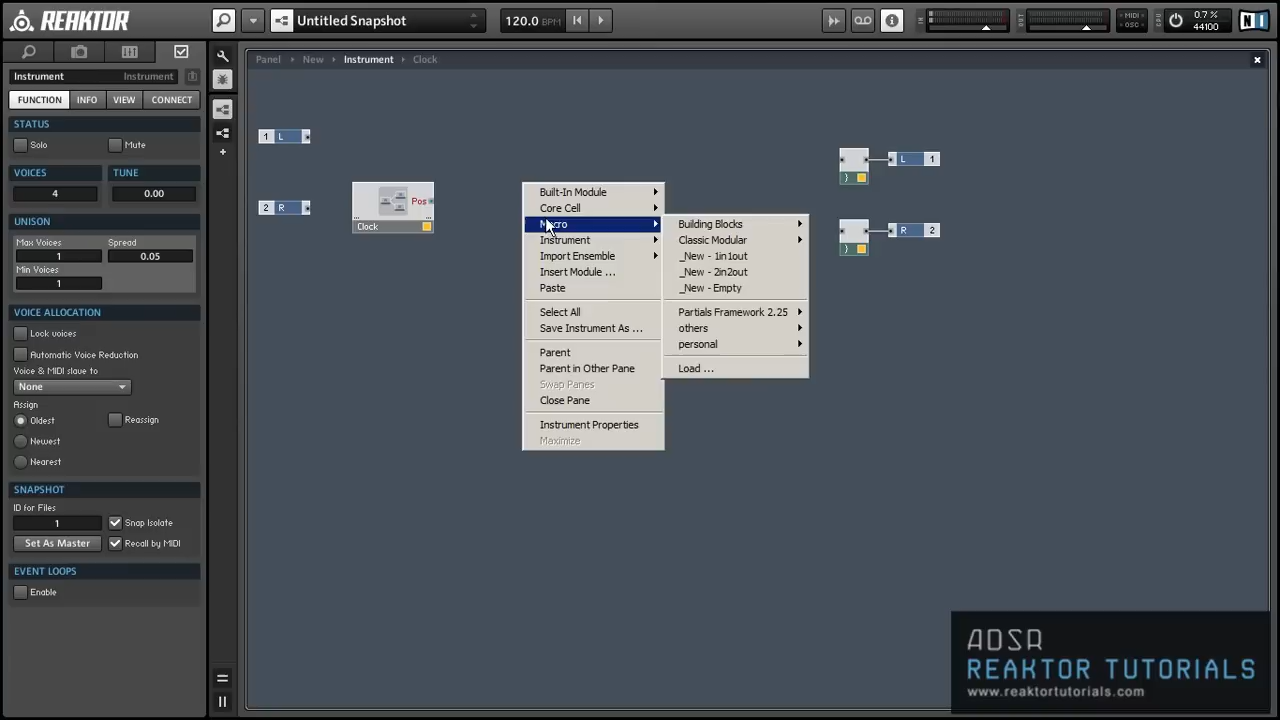 REAKTOR
Untitled Snapshot
120.0 BPM
IN
OUT
MIDI
OSC
CPU
0.7 %
44100
Instrument Instrument
FUNCTION INFO VIEW CONNECT
STATUS
Solo Mute
VOICES TUNE
4 0.00
UNISON
Max Voices Spread
1 0.05
Min Voices
1
VOICE ALLOCATION
Lock voices
Automatic Voice Reduction
Voice & MIDI slave to
None
Assign
Oldest Reassign
Newest
Nearest
SNAPSHOT
ID for Files
1 Snap Isolate
Set As Master Recall by MIDI
EVENT LOOPS
Enable
Panel New Instrument Clock
1 L
2 R
Pos
Clock
L 1
R 2
Built-In Module
Core Cell
Macro
Instrument
Import Ensemble
Insert Module ...
Paste
Select All
Save Instrument As ...
Parent
Parent in Other Pane
Swap Panes
Close Pane
Instrument Properties
Maximize
Building Blocks
Classic Modular
_New - 1in1out
_New - 2in2out
_New - Empty
Partials Framework 2.25
others
personal
Load ...
ADSR
REAKTOR TUTORIALS
www.reaktortutorials.com